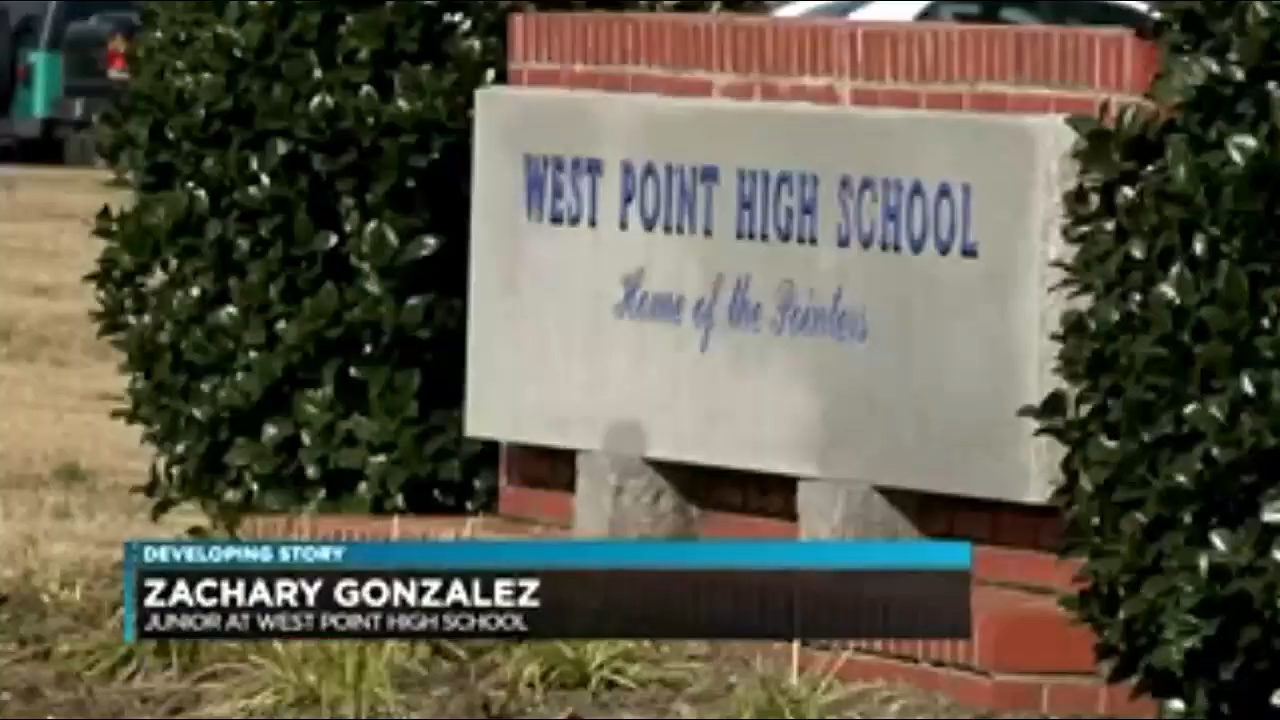 WEST POINT HIGH SCHOOL
Home of the Pointers
DEVELOPING STORY
ZACHARY GONZALEZ
JUNIOR AT WEST POINT HIGH SCHOOL